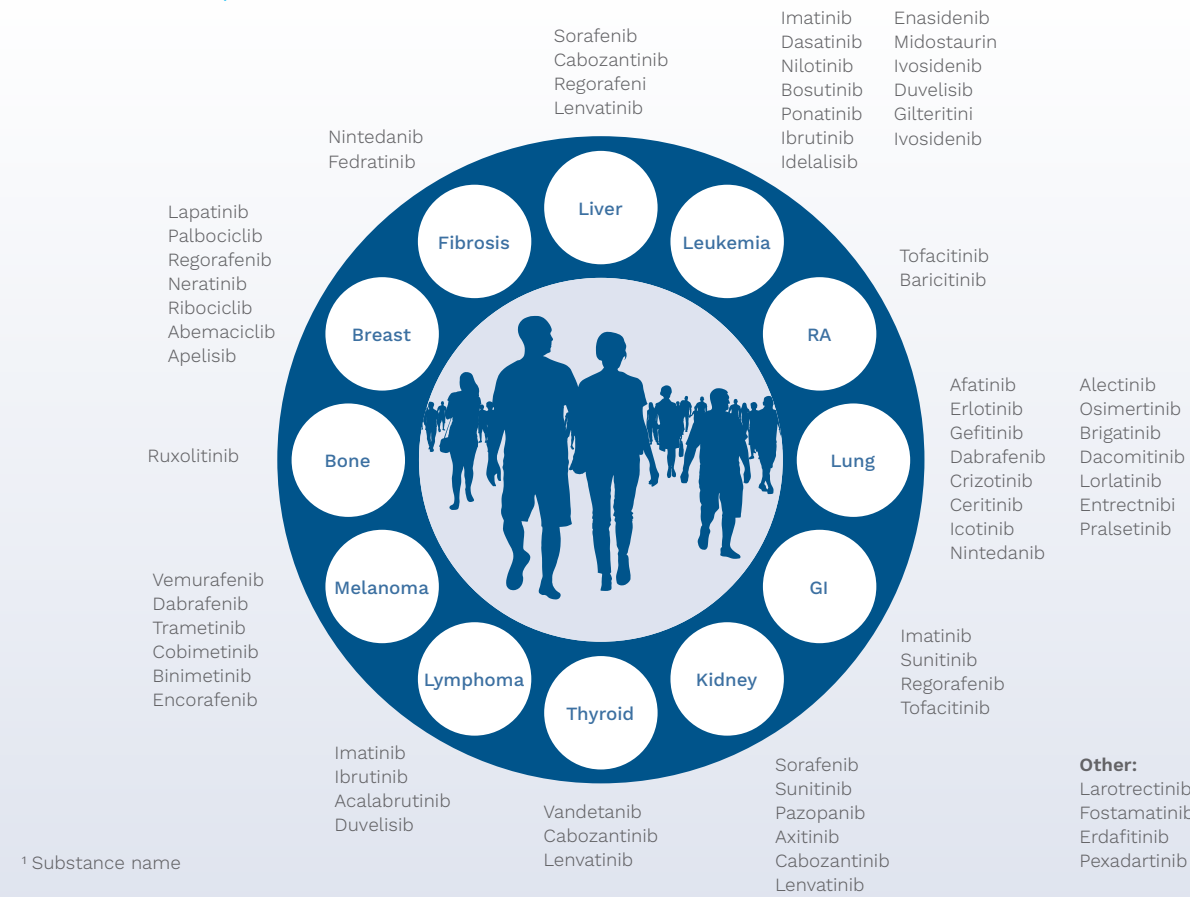 Sorafenib
Cabozantinib
Regorafeni
Lenvatinib
Imatinib
Dasatinib
Nilotinib
Bosutinib
Ponatinib
Ibrutinib
Idelalisib
Enasidenib
Midostaurin
Ivosidenib
Duvelisib
Gilteritini
Ivosidenib
Nintedanib
Fedratinib
Lapatinib
Palbociclib
Regorafenib
Neratinib
Ribociclib
Abemaciclib
Apelisib
Tofacitinib
Baricitinib
Liver
Fibrosis
Leukemia
Breast
RA
Bone
Lung
Melanoma
GI
Lymphoma
Kidney
Thyroid
Ruxolitinib
Afatinib
Erlotinib
Gefitinib
Dabrafenib
Crizotinib
Ceritinib
Icotinib
Nintedanib
Alectinib
Osimertinib
Brigatinib
Dacomitinib
Lorlatinib
Entrectnibi
Pralsetinib
Vemurafenib
Dabrafenib
Trametinib
Cobimetinib
Binimetinib
Encorafenib
Imatinib
Sunitinib
Regorafenib
Tofacitinib
Imatinib
Ibrutinib
Acalabrutinib
Duvelisib
Vandetanib
Cabozantinib
Lenvatinib
Sorafenib
Sunitinib
Pazopanib
Axitinib
Cabozantinib
Lenvatinib
Other:
Larotrectinib
Fostamatinib
Erdafitinib
Pexadartinib
¹ Substance name